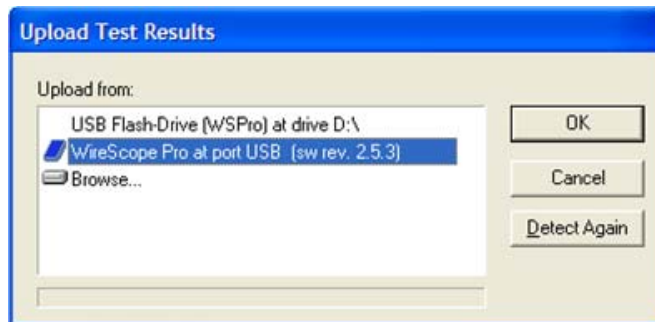 Upload Test Results
Upload from:
USB Flash-Drive (WSPro) at drive D:\
WireScope Pro at port USB (sw rev. 2.5.3)
Browse...
OK
Cancel
Detect Again